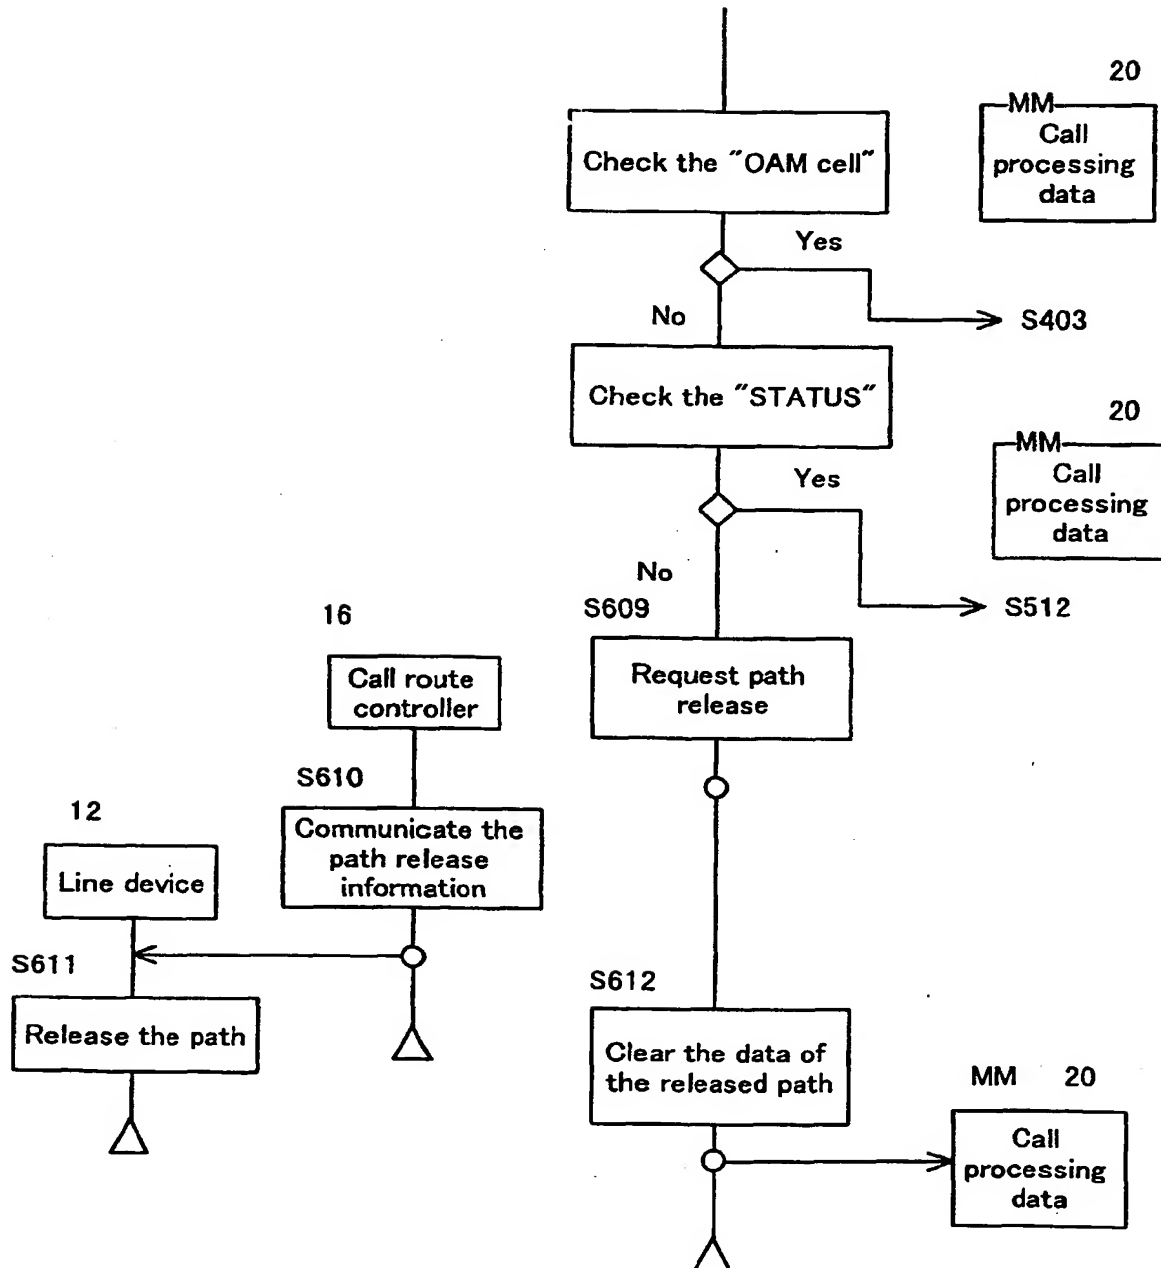 20
MM
Check the "OAM cell"
Call
processing
data
Yes
No
S403
Check the "STATUS"
20
MM
Call
processing
data
Yes
No
S512
S609
Request path
release
16
Call route
controller
S610
Communicate the
path release
information
12
Line device
S611
Release the path
S612
Clear the data of
the released path
MM 20
Call
processing
data